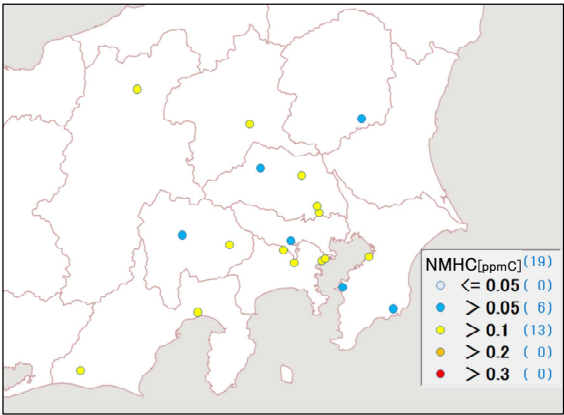 NMHC[ppmC] (19)
<= 0.05 ( 0)
> 0.05 ( 6)
> 0.1 (13)
> 0.2 ( 0)
> 0.3 ( 0)